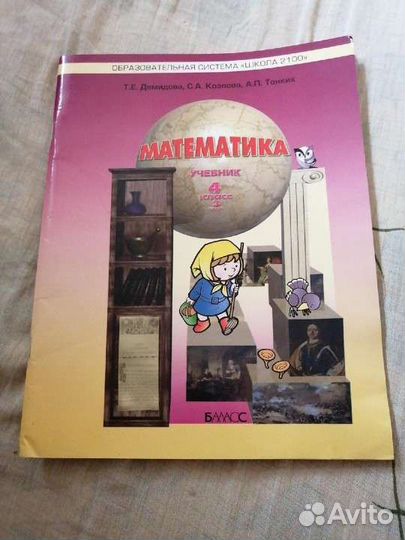 ОБРАЗОВАТЕЛЬНАЯ СИСТЕМА «ШКОЛА 2100»
Т.Е. Демидова, С.А. Козлова, А.П. Тонких
МАТЕМАТИКА
УЧЕБНИК
4
класс
БАЛАСС
Avito